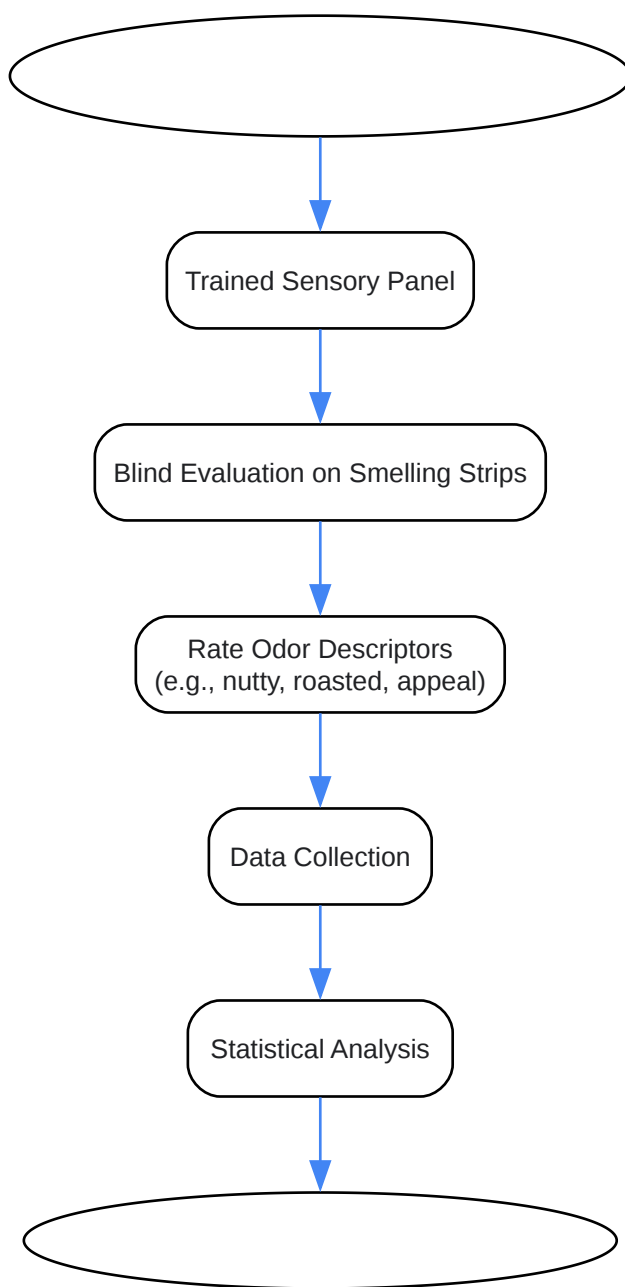 Trained Sensory Panel
Blind Evaluation on Smelling Strips
Rate Odor Descriptors
(e.g., nutty, roasted, appeal)
Data Collection
Statistical Analysis